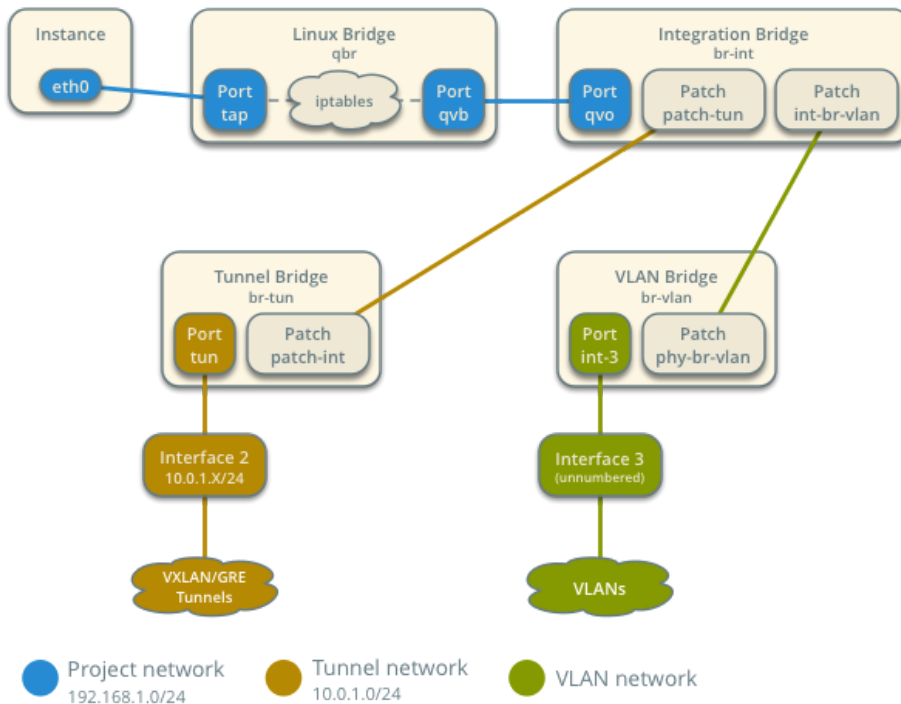 Instance
eth0
Linux Bridge
qbr
Port
tap
iptables
Port
qvb
Integration Bridge
br-int
Port
qvo
Patch
patch-tun
Patch
int-br-vlan
Tunnel Bridge
br-tun
Port
tun
Patch
patch-int
VLAN Bridge
br-vlan
Port
int-3
Patch
phy-br-vlan
Interface 2
10.0.1.X/24
Interface 3
(unnumbered)
VXLAN/GRE
Tunnels
VLANs
Project network
192.168.1.0/24
Tunnel network
10.0.1.0/24
VLAN network